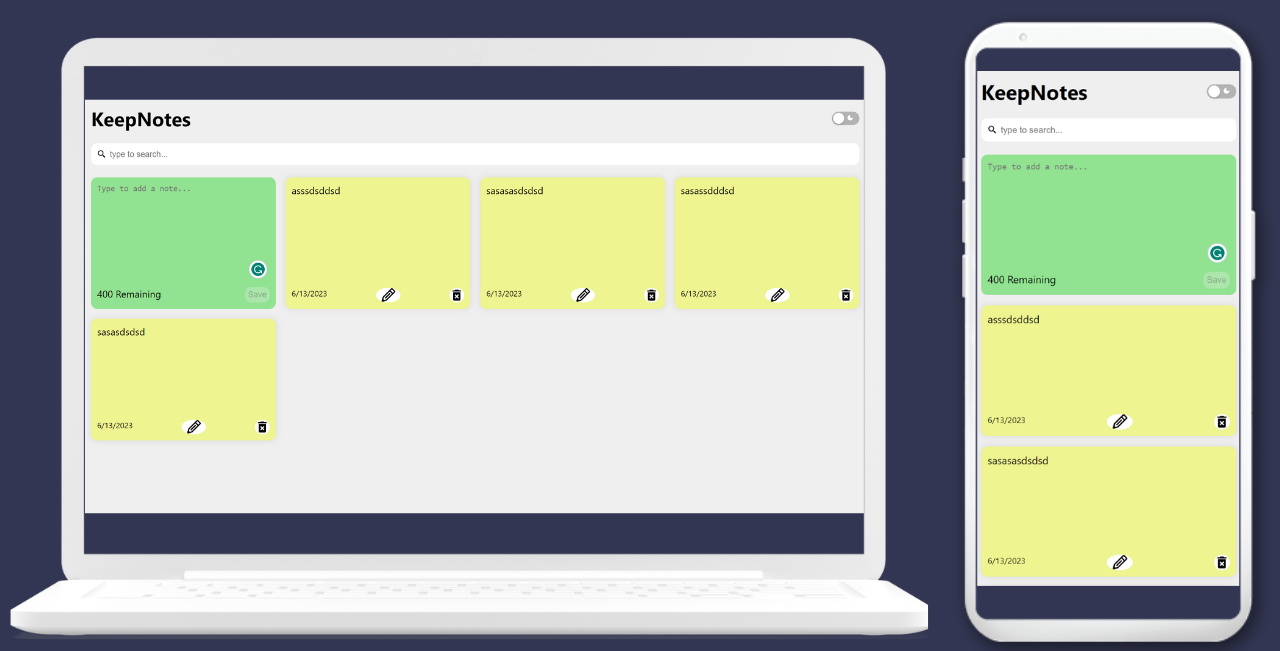 KeepNotes
type to search...
Type to add a note...
400 Remaining
Save
asssdsddsd
6/13/2023
sasasasdsdsd
6/13/2023
sasassdddsd
6/13/2023
sasasdsdsd
6/13/2023
KeepNotes
type to search...
Type to add a note...
400 Remaining
Save
asssdsddsd
6/13/2023
sasasasdsdsd
6/13/2023